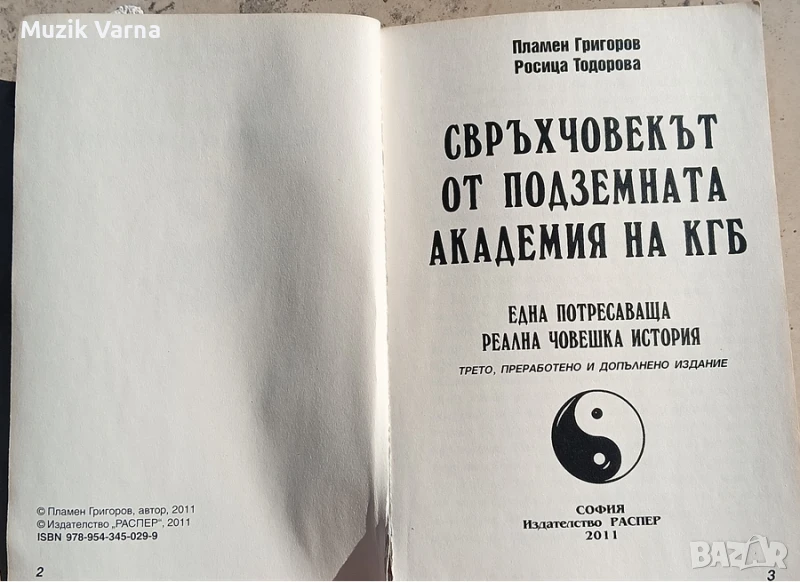 Muzik Varna
© Пламен Григоров, автор, 2011
© Издателство „РАСПЕР", 2011
ISBN 978-954-345-029-9
2
Пламен Григоров
Росица Тодорова
СВРЪХЧОВЕКЪТ
ОТ ПОДЗЕМНАТА
АКАДЕМИЯ НА КГБ
ЕДНА ПОТРЕСАВАЩА
РЕАЛНА ЧОВЕШКА ИСТОРИЯ
ТРЕТО, ПРЕРАБОТЕНО И ДОПЪЛНЕНО ИЗДАНИЕ
СОФИЯ
Издателство РАСПЕР
2011
3
BAZAR